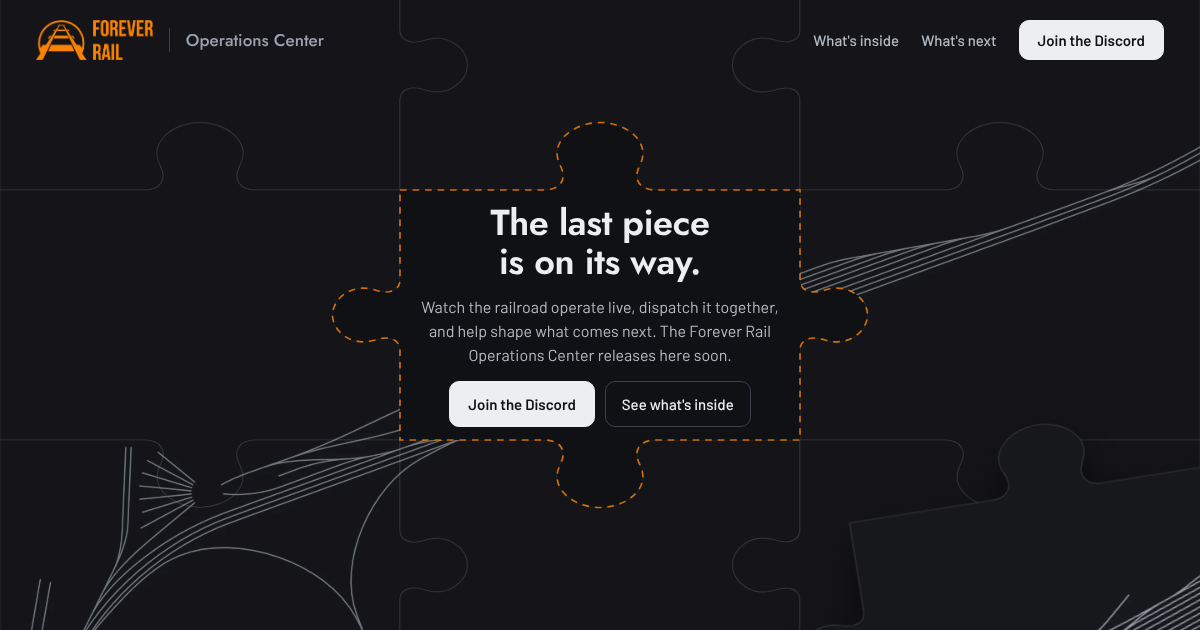 FOREVER
RAIL
Operations Center
What's inside
What's next
Join the Discord
The last piece
is on its way.
Watch the railroad operate live, dispatch it together,
and help shape what comes next. The Forever Rail
Operations Center releases here soon.
Join the Discord
See what's inside